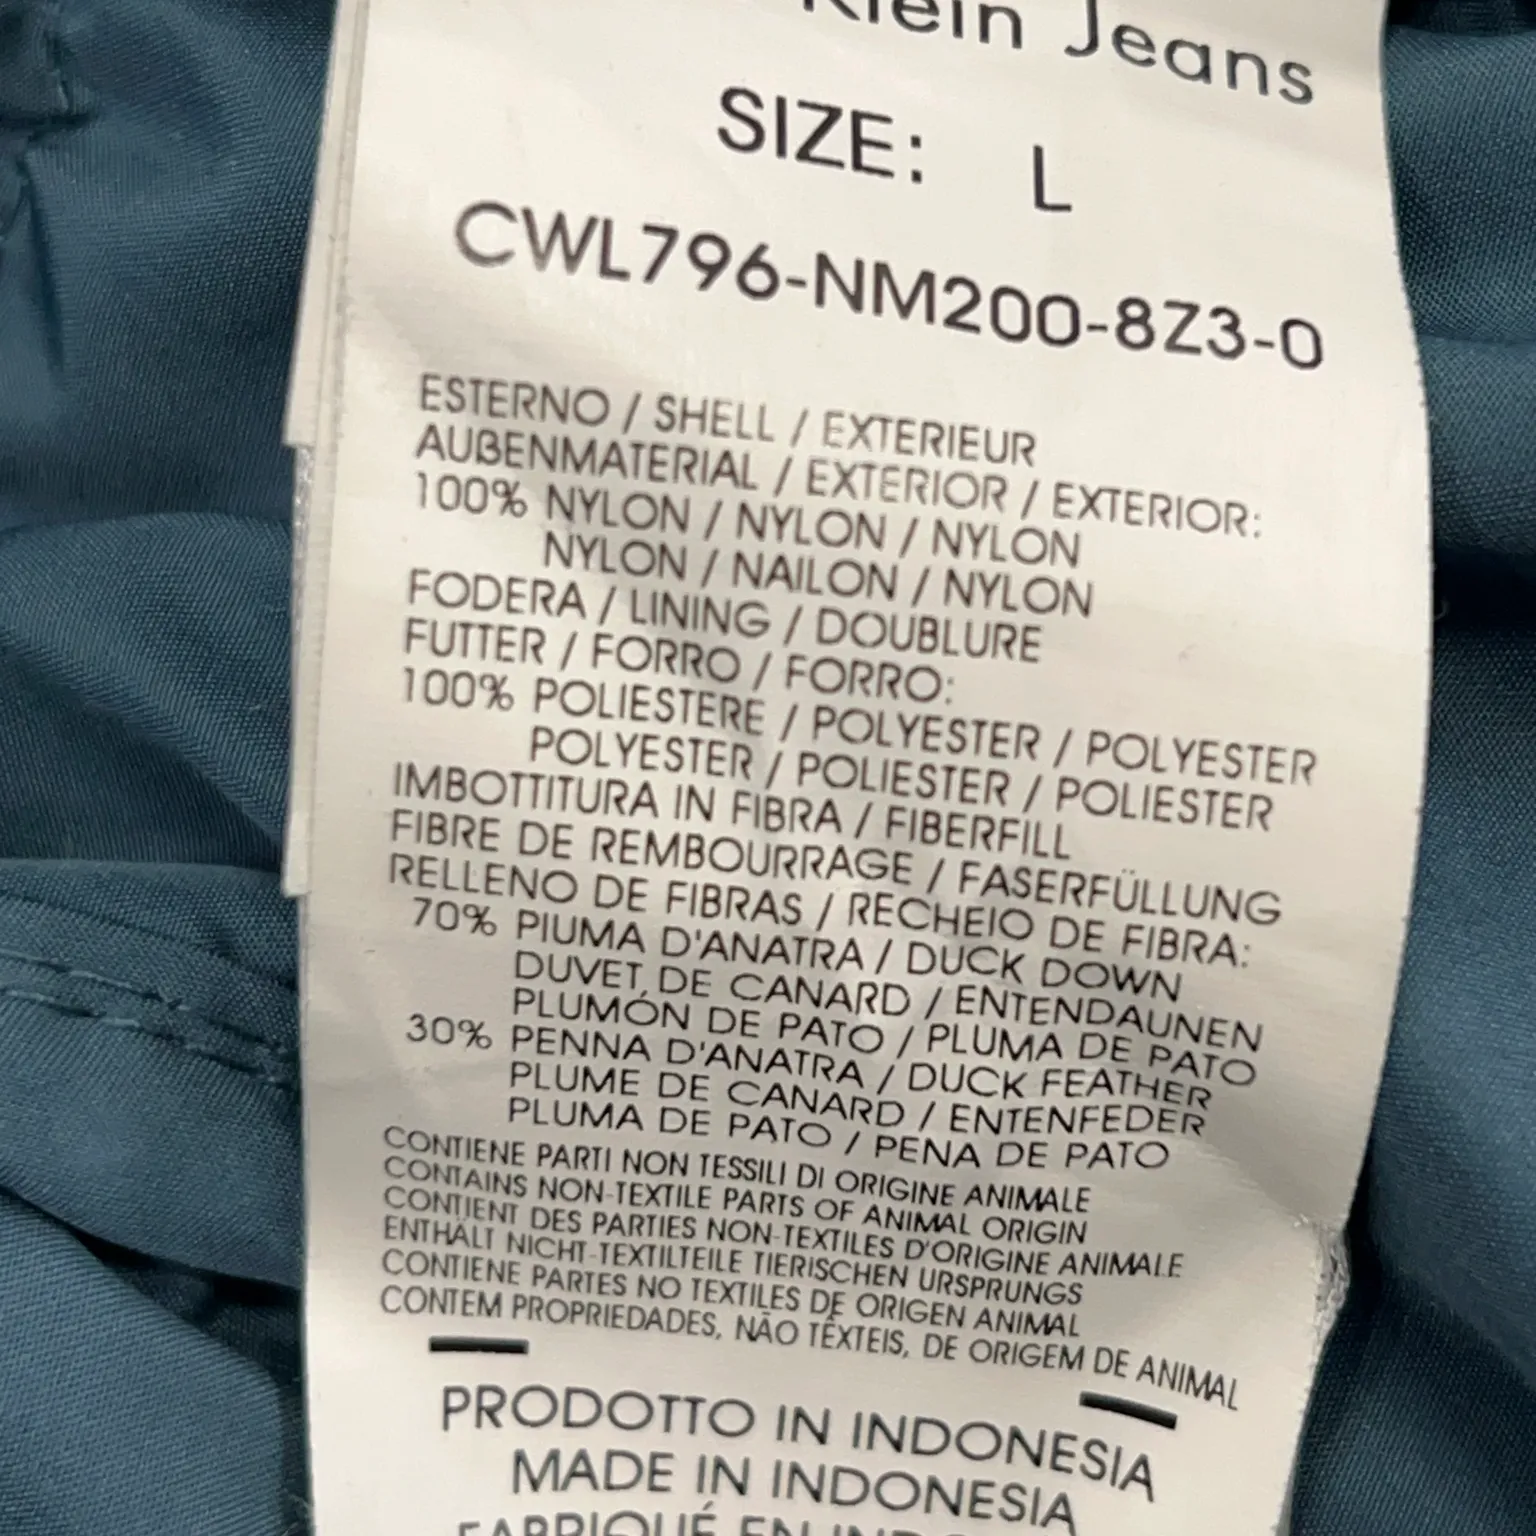 Klein Jeans
SIZE: L
CWL796-NM200-8Z3-0
ESTERNO / SHELL / EXTERIEUR
AUßENMATERIAL / EXTERIOR / EXTERIOR:
100% NYLON / NYLON / NYLON
NYLON / NAILON / NYLON
FODERA / LINING / DOUBLURE
FUTTER / FORRO / FORRO:
100% POLIESTERE / POLYESTER / POLYESTER
POLYESTER / POLIESTER / POLIESTER
IMBOTTITURA IN FIBRA / FIBERFILL
FIBRE DE REMBOURRAGE / FASERFÜLLUNG
RELLENO DE FIBRAS / RECHEIO DE FIBRA:
70% PIUMA D'ANATRA / DUCK DOWN
DUVET DE CANARD / ENTENDAUNEN
PLUMÓN DE PATO / PLUMA DE PATO
30% PENNA D'ANATRA / DUCK FEATHER
PLUME DE CANARD / ENTENFEDER
PLUMA DE PATO / PENA DE PATO
CONTIENE PARTI NON TESSILI DI ORIGINE ANIMALE
CONTAINS NON-TEXTILE PARTS OF ANIMAL ORIGIN
CONTIENT DES PARTIES NON-TEXTILES D'ORIGINE ANIMALE
ENTHÄLT NICHT-TEXTILTEILE TIERISCHEN URSPRUNGS
CONTIENE PARTES NO TEXTILES DE ORIGEN ANIMAL
CONTEM PROPRIEDADES, NÃO TÊXTEIS, DE ORIGEM DE ANIMAL
PRODOTTO IN INDONESIA
MADE IN INDONESIA
FABRIQUÉ EN